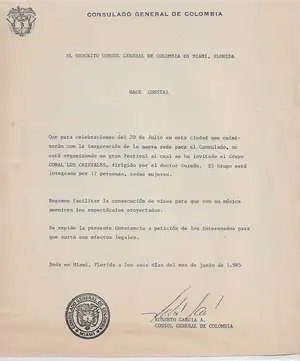 CONSULADO GENERAL DE COLOMBIA
EL SUSCRITO CONSUL GENERAL DE COLOMBIA EN MIAMI, FLORIDA
HACE CONSTAR
Que para celebraciones del 20 de Julio en esta ciudad que culmi-
narán con la inaguración de la nueva sede para el Consulado, se
está organizando un gran Festival al cual se ha invitado el Grupo
CORAL LOS CRISTALES, dirigido por el doctor Guzmán. El Grupo está
integrado por 17 personas, todas mujeres.
Rogamos facilitar la consecución de visas para que con su música
amenicen los espectáculos proyectados.
Se expide la presente Constancia a petición de los interesados para
que surta sus efectos legales.
Dada en Miami, Florida a los seis días del mes de junio de 1.985
ROBERTO GARCIA A.
CONSUL GENERAL DE COLOMBIA